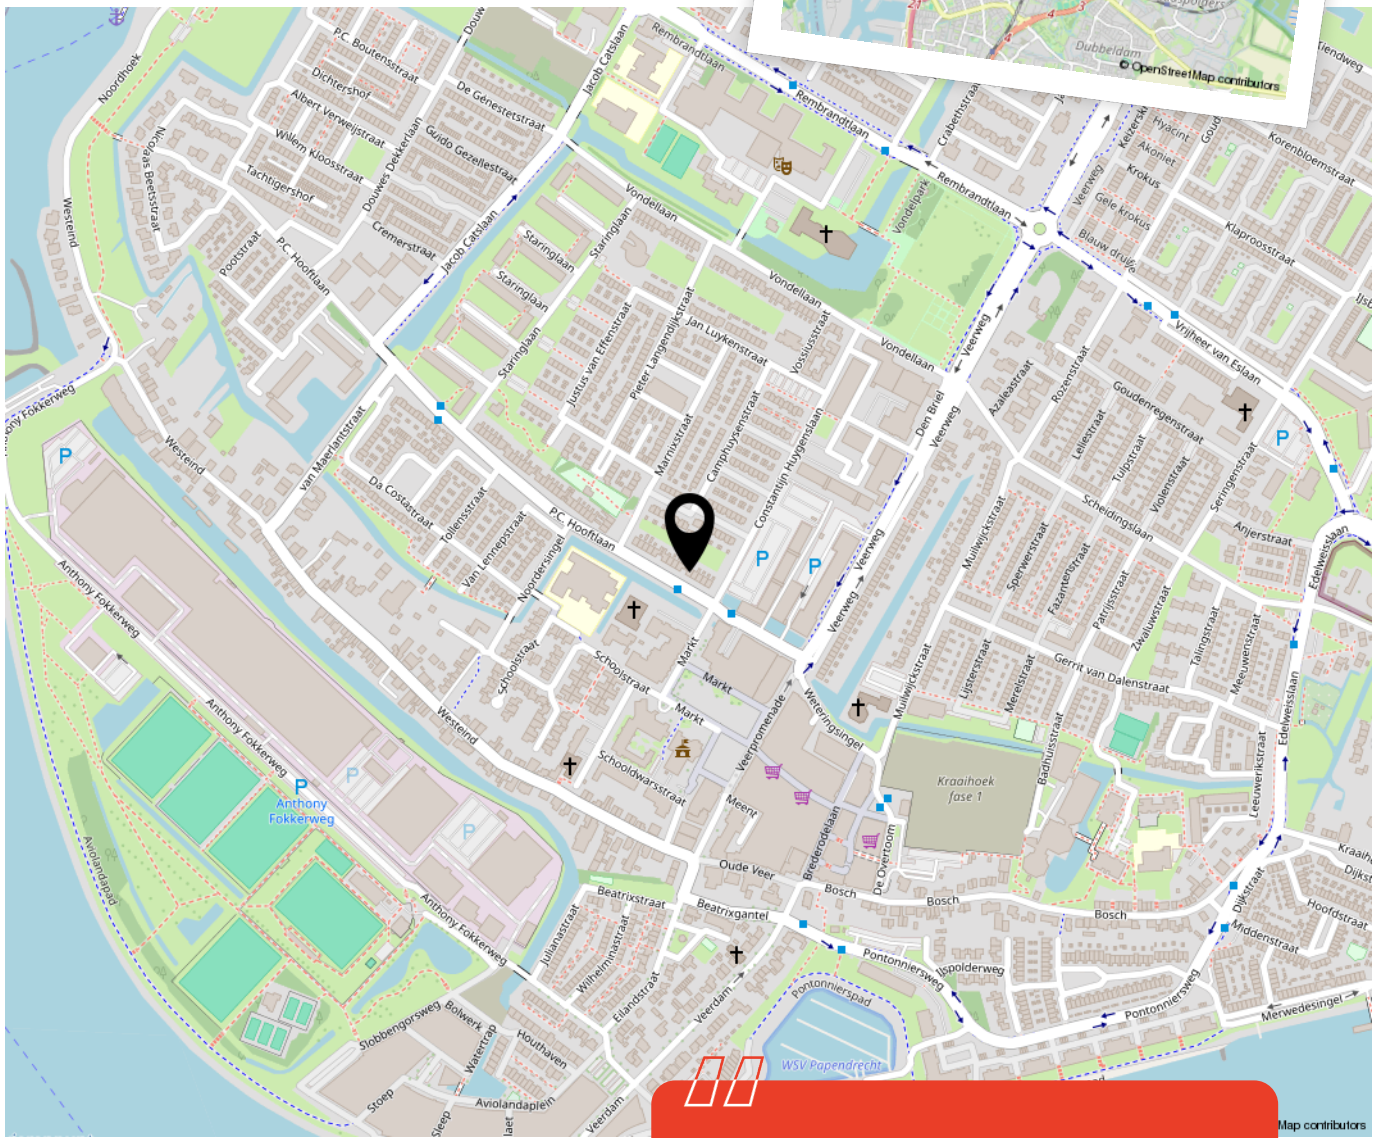 Dubbeldam
© OpenStreetMap contributors
Noordhoek
P.C. Boutensstraat
Dichtershof
Albert Verweijstraat
Willem Kloosstraat
Tachtigershof
Nicolaas Beetsstraat
Douwes Dekkerlaan
De Génestetstraat
Guido Gezellestraat
Cremerstraat
Jacob Catslaan
Jacob Catslaan
Rembrandtlaan
Rembrandtlaan
Rembrandtlaan
Crabethstraat
Vondelpark
Veerweg
Hyacint
Akoniet
Krokus
Gele krokus
Blauw druifje
Korenbloemstraat
Klaproosstraat
Westeind
Potstraat
P.C. Hooftlaan
Staringlaan
Staringlaan
Staringlaan
Staringlaan
Vondellaan
Vondellaan
Vondellaan
Justus van Effenstraat
Pieter Langendijkstraat
Jan Luykenstraat
Vossiusstraat
Marnixstraat
Camphuysenstraat
Constantijn Huygenslaan
Veerweg
Den Briel
Veerweg
Vrijheer van Eslaan
Azaleastraat
Rozenstraat
Goudenregenstraat
Leliestraat
Tulpstraat
Violenstraat
Seringenstraat
Scheidingslaan
Anjerstraat
Edelweisslaan
Anthony Fokkerweg
P
Westeind
van Maerlantstraat
Da Costastraat
Tollensstraat
Van Lennepstraat
Noordersingel
P.C. Hooftlaan
P
P
P
Veerweg
Veerweg
Muilwijckstraat
Sperwerstraat
Fazantenstraat
Patrijsstraat
Zwaluwstraat
Talingstraat
Meeuwenstraat
Gerrit van Dalenstraat
Lijsterstraat
Merelstraat
Muilwijckstraat
Badhuisstraat
Edelweisslaan
Leeuwerikstraat
Anthony Fokkerweg
Anthony Fokkerweg
P
Anthony
Fokkerweg
P
P
Schoolstraat
Schoolstraat
Markt
Markt
Markt
Veerpromenade
Weteringsingel
Westeind
Schooldwarsstraat
Meent
Brederodelaan
De Overtoom
Kraaihoek
fase 1
Oude Veer
Bosch
Bosch
Bosch
Dijkstraat
Hoofdstraat
Middenstraat
Aviolandapad
Anthony Fokkerweg
Beatrixstraat
Beatrixgantel
Julianastraat
Wilhelminastraat
Eilandstraat
Veerdam
Veerdam
Pontonniersweg
IJspolderweg
Pontonnierspad
Pontonniersweg
Merwedesingel
Slobbengorsweg
Bolwerk
Watertrap
Houthaven
Stoep
Sleep
Aviolandaplein
WSV Papendrecht
Map contributors